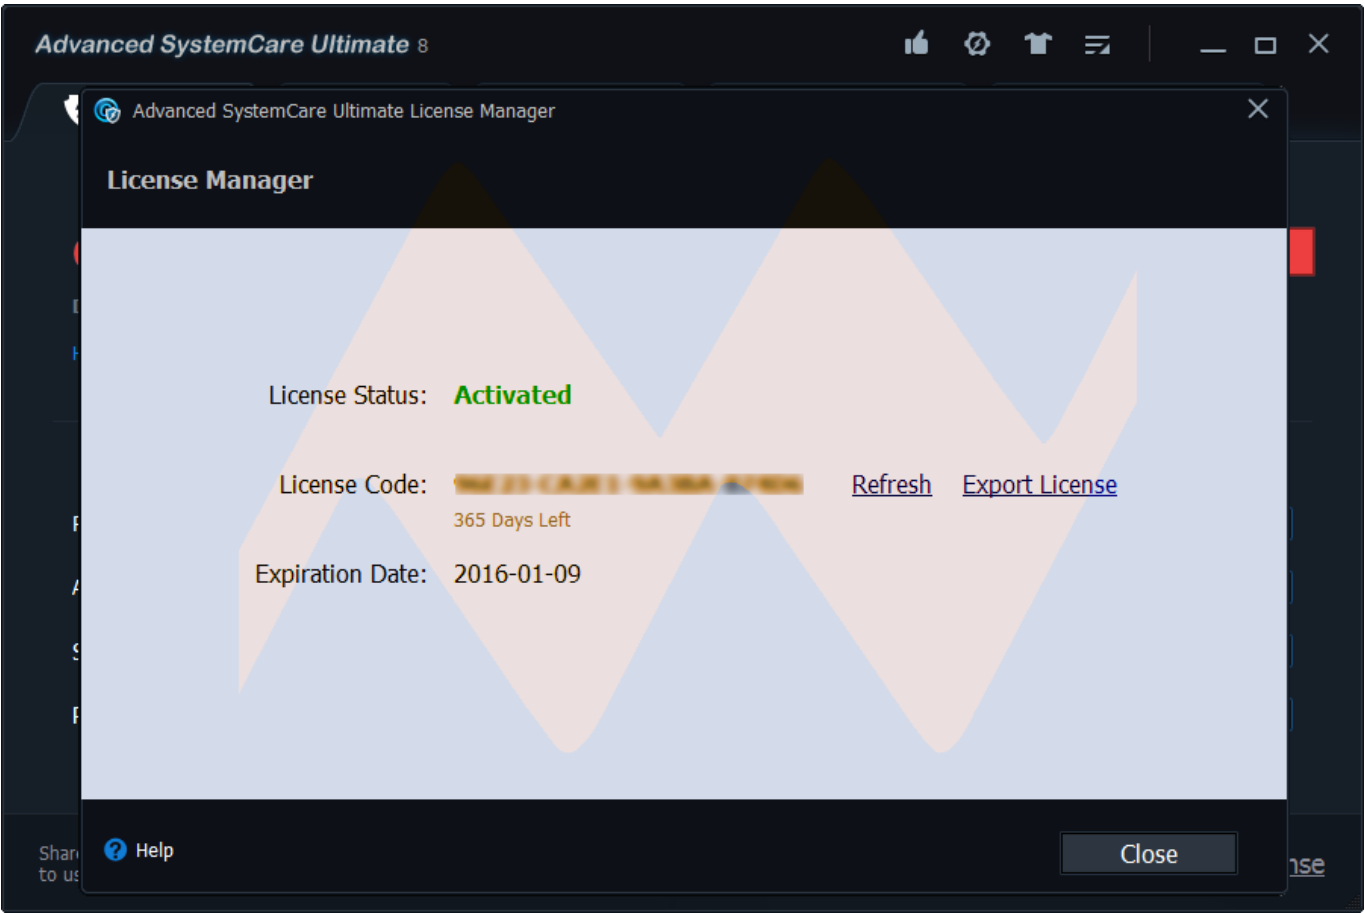 Advanced SystemCare Ultimate 8
Advanced SystemCare Ultimate License Manager
License Manager
License Status: Activated
License Code: Refresh Export License
365 Days Left
Expiration Date: 2016-01-09
Help
Close
to